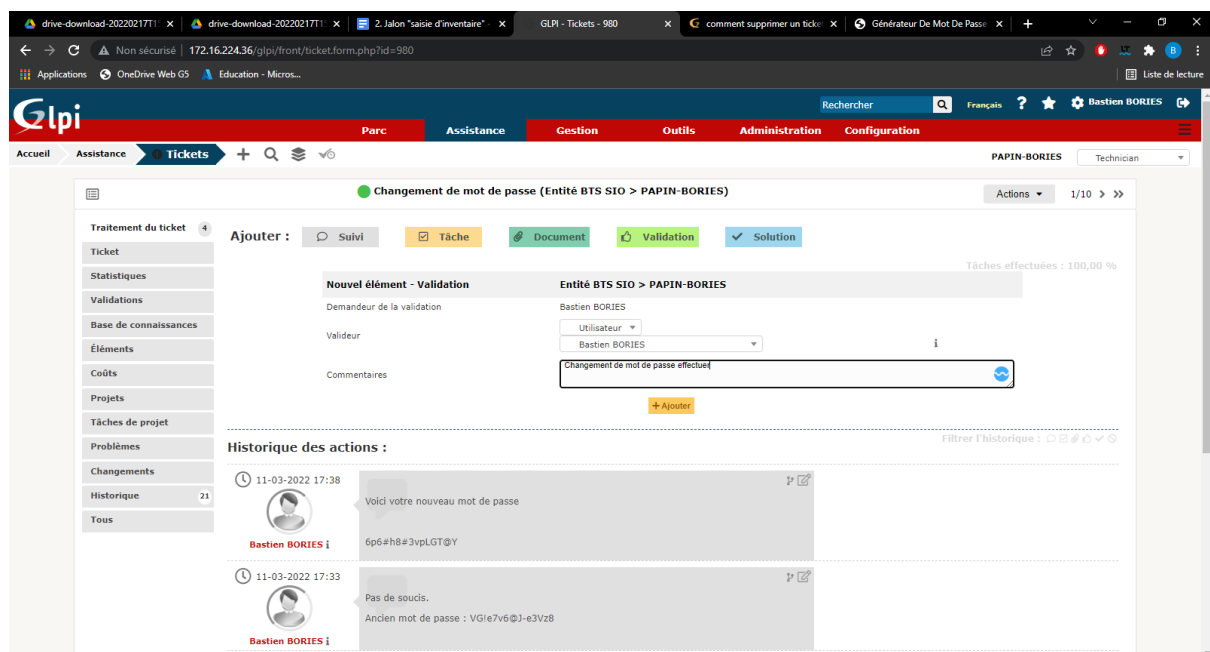 drive-download-20220217T1
drive-download-20220217T1
2. Jalon "saisie d'inventaire" -
GLPI - Tickets - 980
comment supprimer un ticke
Générateur De Mot De Passe
Non sécurisé | 172.16.224.36/glpi/front/ticket.form.php?id=980
Applications OneDrive Web G5 Education - Micros...
Liste de lecture
Glpi
Rechercher Français ? Bastien BORIES
Parc Assistance Gestion Outils Administration Configuration
Accueil Assistance Tickets PAPIN-BORIES Technician
Changement de mot de passe (Entité BTS SIO > PAPIN-BORIES) Actions 1/10
Traitement du ticket 4
Ticket
Statistiques
Validations
Base de connaissances
Éléments
Coûts
Projets
Tâches de projet
Problèmes
Changements
Historique 21
Tous
Ajouter : Suivi Tâche Document Validation Solution
Tâches effectuées : 100,00 %
Nouvel élément - Validation Entité BTS SIO > PAPIN-BORIES
Demandeur de la validation Bastien BORIES
Valideur Utilisateur
Bastien BORIES
Commentaires Changement de mot de passe effectuer
+ Ajouter
Filtrer l'historique :
Historique des actions :
11-03-2022 17:38
Bastien BORIES
Voici votre nouveau mot de passe
6p6#h8#3vpLGT@Y
11-03-2022 17:33
Bastien BORIES
Pas de soucis.
Ancien mot de passe : VG!e7v6@J-e3Vz8